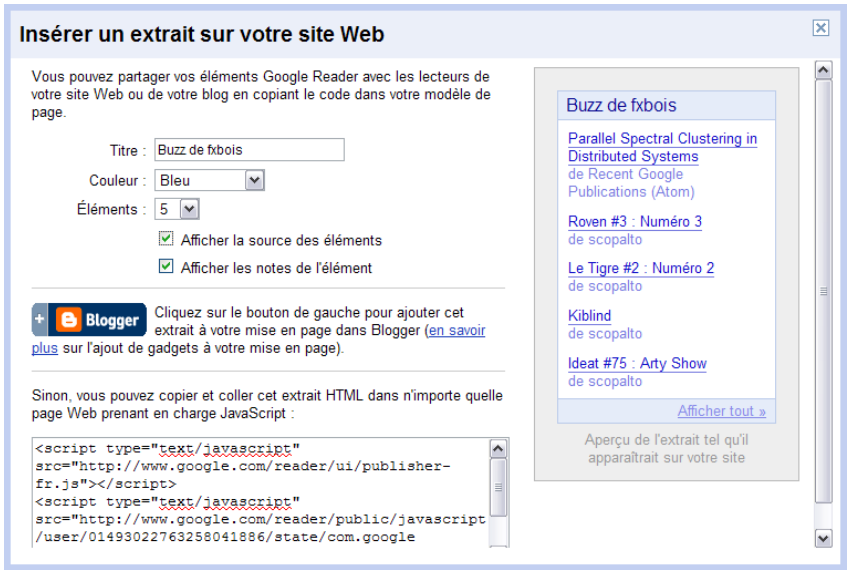 Insérer un extrait sur votre site Web
Vous pouvez partager vos éléments Google Reader avec les lecteurs de
votre site Web ou de votre blog en copiant le code dans votre modèle de
page.
Titre : Buzz de fxbois
Couleur : Bleu
Éléments : 5
Afficher la source des éléments
Afficher les notes de l'élément
+ Blogger Cliquez sur le bouton de gauche pour ajouter cet
extrait à votre mise en page dans Blogger (en savoir
plus sur l'ajout de gadgets à votre mise en page).
Sinon, vous pouvez copier et coller cet extrait HTML dans n'importe quelle
page Web prenant en charge JavaScript :
<script type="text/javascript"
src="http://www.google.com/reader/ui/publisher-
fr.js"></script>
<script type="text/javascript"
src="http://www.google.com/reader/public/javascript
/user/01493022763258041886/state/com.google
Buzz de fxbois
Parallel Spectral Clustering in
Distributed Systems
de Recent Google
Publications (Atom)
Roven #3 : Numéro 3
de scopalto
Le Tigre #2 : Numéro 2
de scopalto
Kiblind
de scopalto
Ideat #75 : Arty Show
de scopalto
Afficher tout »
Aperçu de l'extrait tel qu'il
apparaîtrait sur votre site